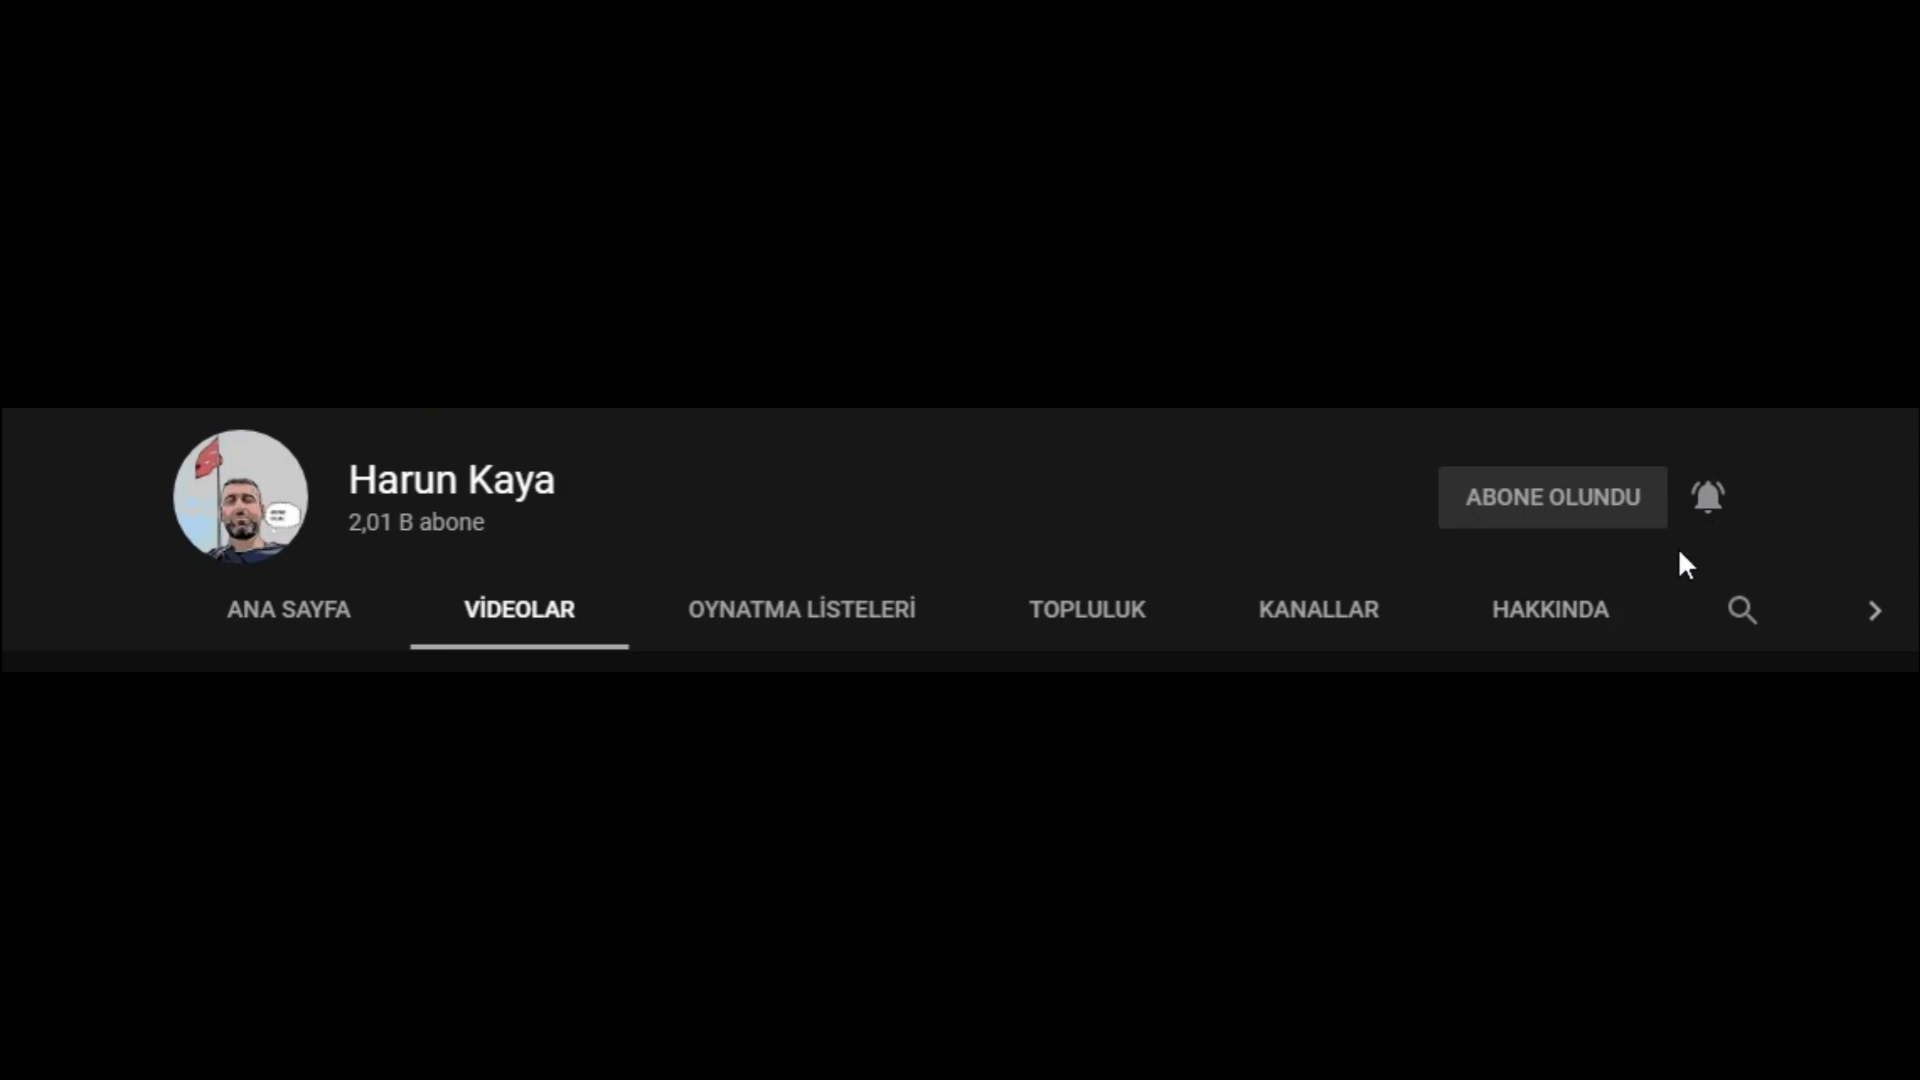 Harun Kaya
2,01 B abone
ABONE OLUNDU
ANA SAYFA
VİDEOLAR
OYNATMA LİSTELERİ
TOPLULUK
KANALLAR
HAKKINDA